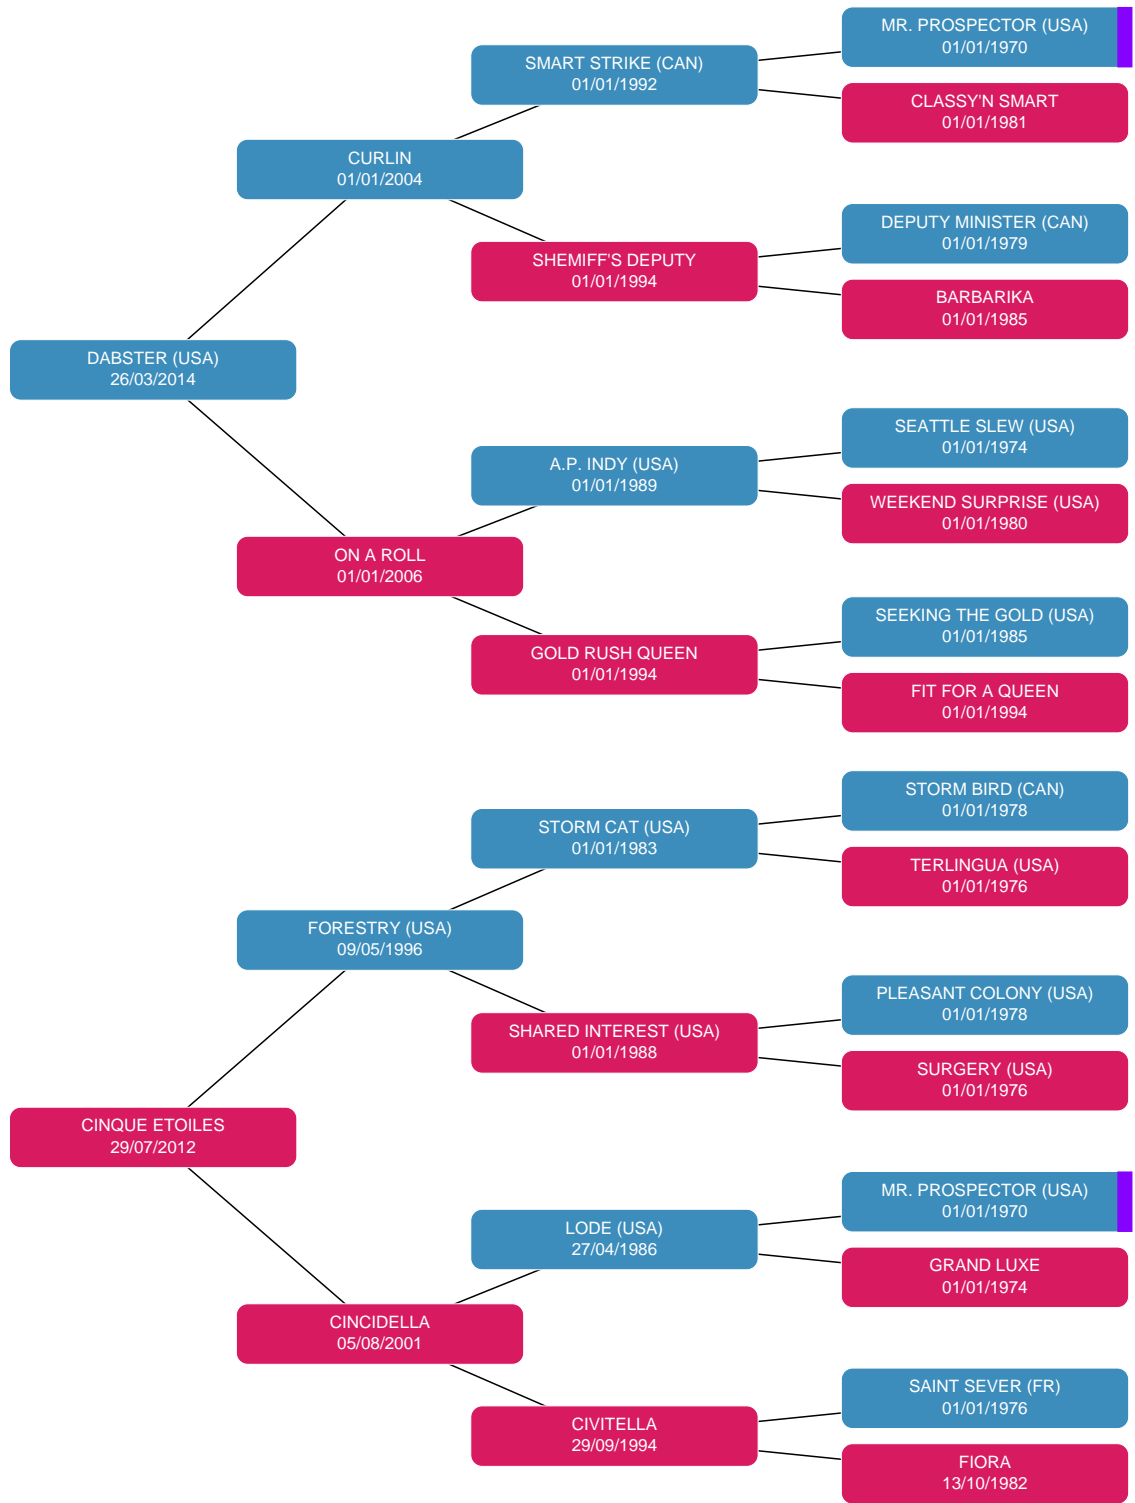 MR. PROSPECTOR (USA)
01/01/1970
SMART STRIKE (CAN)
01/01/1992
CLASSY'N SMART
01/01/1981
CURLIN
01/01/2004
DEPUTY MINISTER (CAN)
01/01/1979
SHEMIFF'S DEPUTY
01/01/1994
BARBARIKA
01/01/1985
DABSTER (USA)
26/03/2014
SEATTLE SLEW (USA)
01/01/1974
A.P. INDY (USA)
01/01/1989
WEEKEND SURPRISE (USA)
01/01/1980
ON A ROLL
01/01/2006
SEEKING THE GOLD (USA)
01/01/1985
GOLD RUSH QUEEN
01/01/1994
FIT FOR A QUEEN
01/01/1994
STORM BIRD (CAN)
01/01/1978
STORM CAT (USA)
01/01/1983
TERLINGUA (USA)
01/01/1976
FORESTRY (USA)
09/05/1996
PLEASANT COLONY (USA)
01/01/1978
SHARED INTEREST (USA)
01/01/1988
SURGERY (USA)
01/01/1976
CINQUE ETOILES
29/07/2012
MR. PROSPECTOR (USA)
01/01/1970
LODE (USA)
27/04/1986
GRAND LUXE
01/01/1974
CINCIDELLA
05/08/2001
SAINT SEVER (FR)
01/01/1976
CIVITELLA
29/09/1994
FIORA
13/10/1982